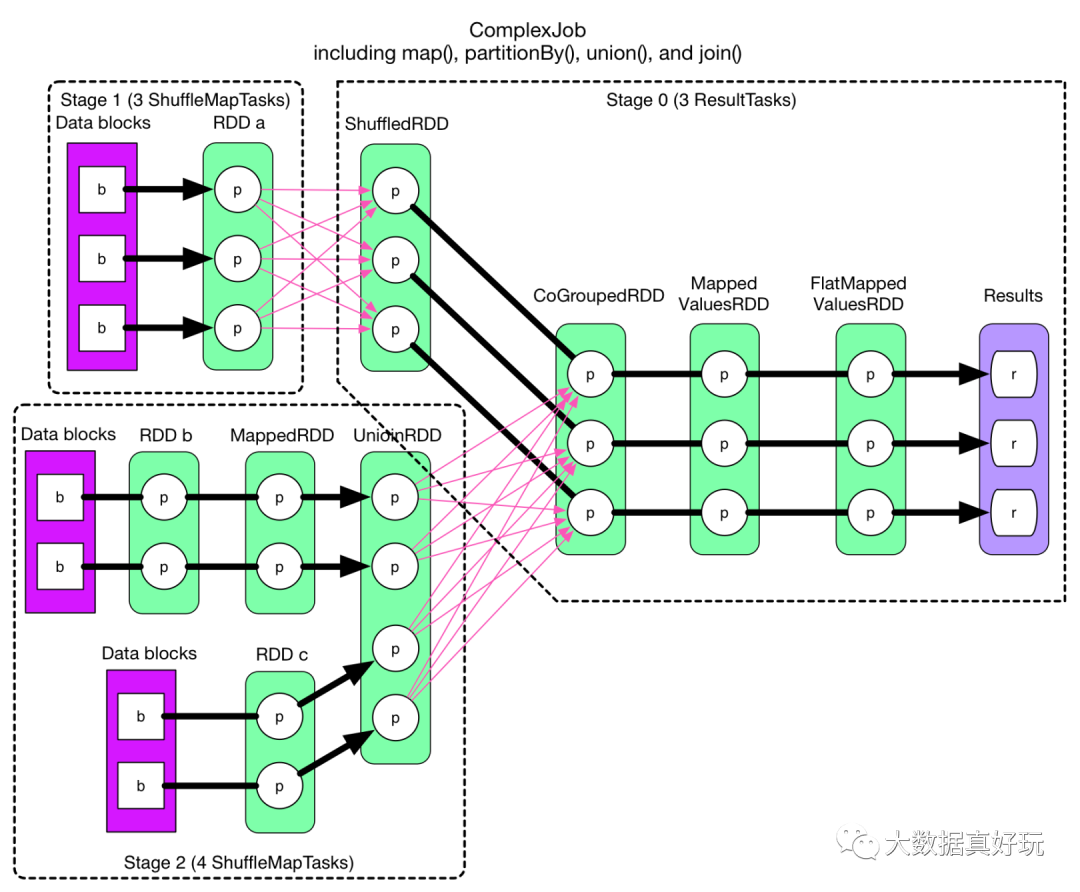 ComplexJob
including map(), partitionBy(), union(), and join()
Stage 1 (3 ShuffleMapTasks)
Data blocks
RDD a
b
p
b
p
b
p
Stage 0 (3 ResultTasks)
ShuffledRDD
p
p
p
CoGroupedRDD
Mapped
ValuesRDD
FlatMapped
ValuesRDD
Results
p
p
p
r
p
p
p
r
p
p
p
r
Data blocks
RDD b
MappedRDD
UnioinRDD
b
p
p
p
b
p
p
p
Data blocks
RDD c
p
b
p
p
b
p
Stage 2 (4 ShuffleMapTasks)
大数据真好玩